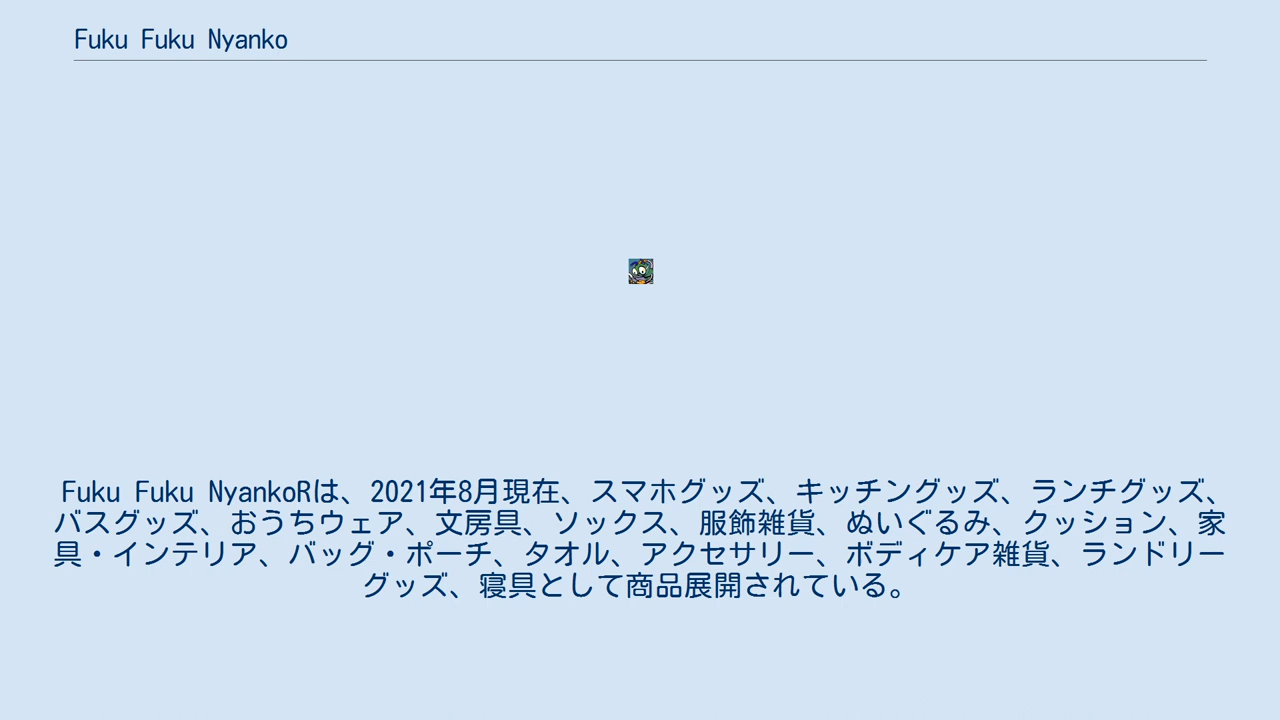 Fuku Fuku Nyanko
Fuku Fuku NyankoRは、2021年8月現在、スマホグッズ、キッチングッズ、ランチグッズ、
バスグッズ、おうちウェア、文房具、ソックス、服飾雑貨、ぬいぐるみ、クッション、家
具・インテリア、バッグ・ポーチ、タオル、アクセサリー、ボディケア雑貨、ランドリー
グッズ、寝具として商品展開されている。